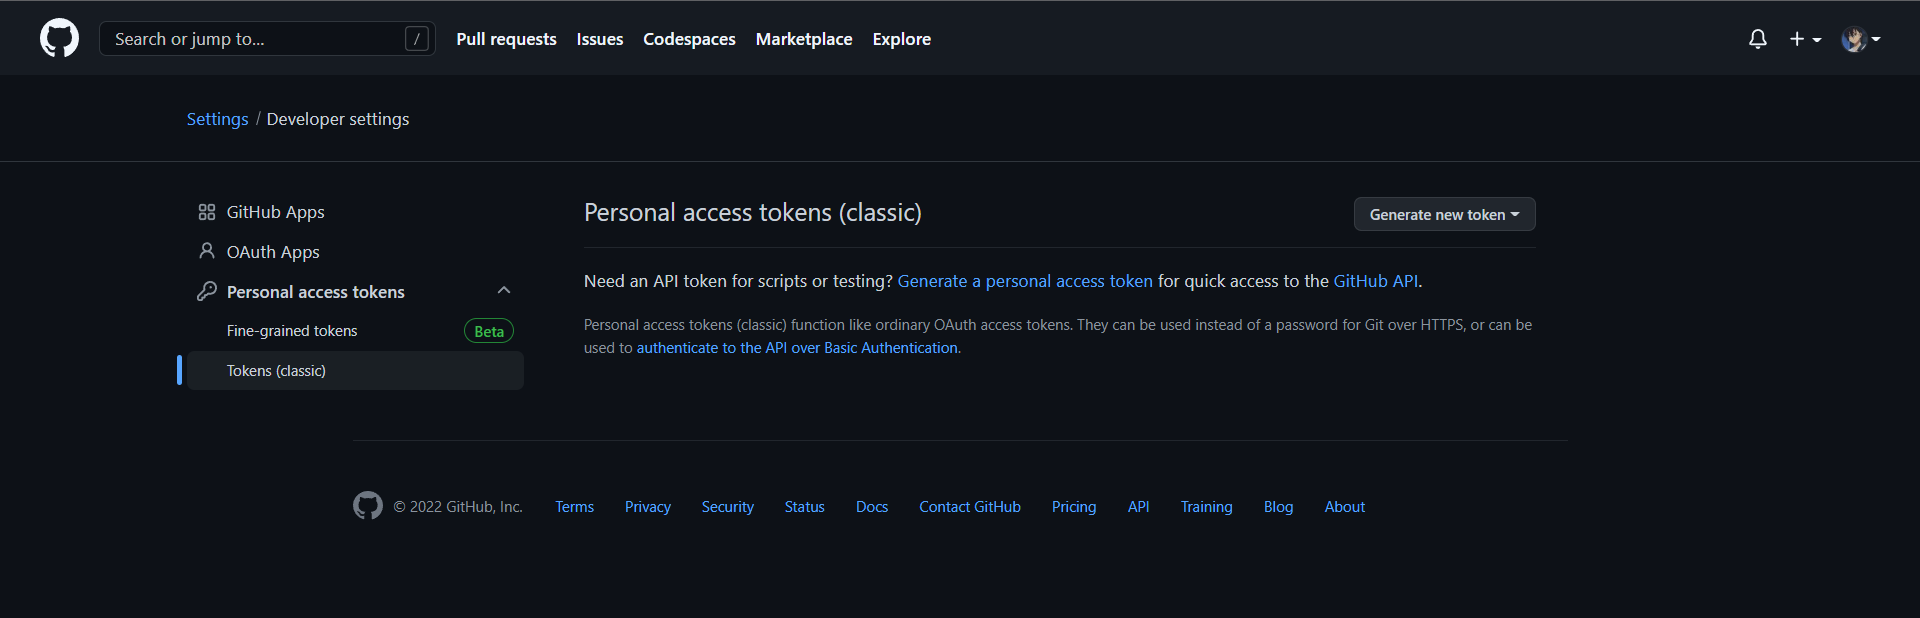 Search or jump to... /
Pull requests Issues Codespaces Marketplace Explore
Settings / Developer settings
GitHub Apps
OAuth Apps
Personal access tokens
Fine-grained tokens Beta
Tokens (classic)
Personal access tokens (classic)
Generate new token
Need an API token for scripts or testing? Generate a personal access token for quick access to the GitHub API.
Personal access tokens (classic) function like ordinary OAuth access tokens. They can be used instead of a password for Git over HTTPS, or can be
used to authenticate to the API over Basic Authentication.
© 2022 GitHub, Inc. Terms Privacy Security Status Docs Contact GitHub Pricing API Training Blog About